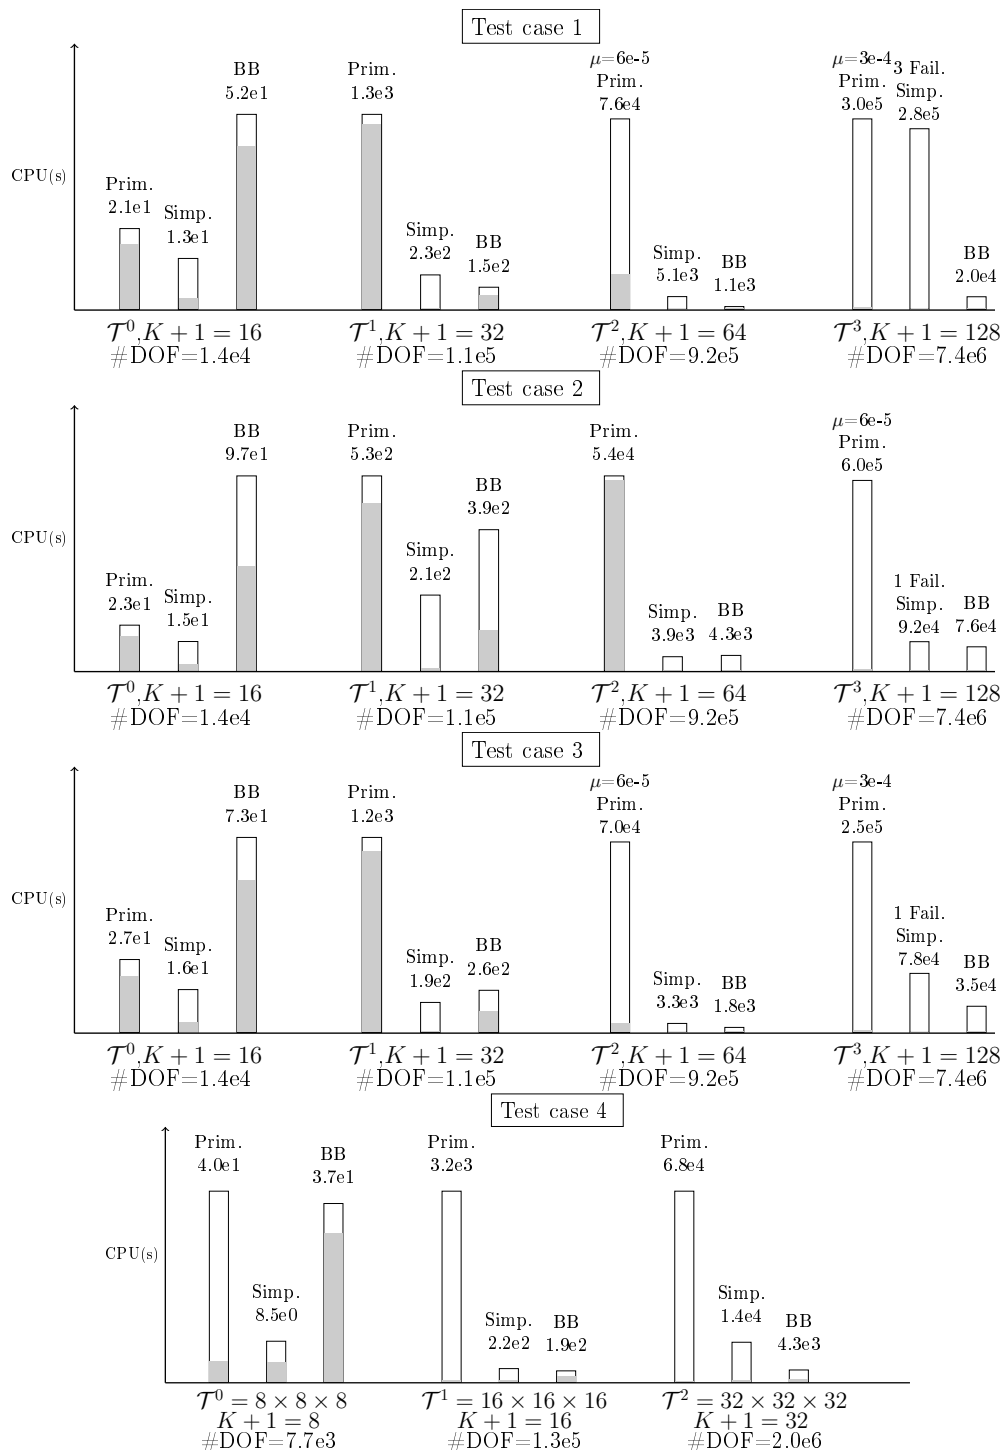 Test case 1
CPU(s)
Prim.
2.1e1
Simp.
1.3e1
BB
5.2e1
Prim.
1.3e3
Simp.
2.3e2
BB
1.5e2
μ=6e-5
Prim.
7.6e4
Simp.
5.1e3
BB
1.1e3
μ=3e-4
Prim.
3.0e5
3 Fail.
Simp.
2.8e5
BB
2.0e4
𝒯⁰,K + 1 = 16
#DOF=1.4e4
𝒯¹,K + 1 = 32
#DOF=1.1e5
𝒯²,K + 1 = 64
#DOF=9.2e5
𝒯³,K + 1 = 128
#DOF=7.4e6
Test case 2
CPU(s)
Prim.
2.3e1
Simp.
1.5e1
BB
9.7e1
Prim.
5.3e2
Simp.
2.1e2
BB
3.9e2
Prim.
5.4e4
Simp.
3.9e3
BB
4.3e3
μ=6e-5
Prim.
6.0e5
1 Fail.
Simp.
9.2e4
BB
7.6e4
𝒯⁰,K + 1 = 16
#DOF=1.4e4
𝒯¹,K + 1 = 32
#DOF=1.1e5
𝒯²,K + 1 = 64
#DOF=9.2e5
𝒯³,K + 1 = 128
#DOF=7.4e6
Test case 3
CPU(s)
Prim.
2.7e1
Simp.
1.6e1
BB
7.3e1
Prim.
1.2e3
Simp.
1.9e2
BB
2.6e2
μ=6e-5
Prim.
7.0e4
Simp.
3.3e3
BB
1.8e3
μ=3e-4
Prim.
2.5e5
1 Fail.
Simp.
7.8e4
BB
3.5e4
𝒯⁰,K + 1 = 16
#DOF=1.4e4
𝒯¹,K + 1 = 32
#DOF=1.1e5
𝒯²,K + 1 = 64
#DOF=9.2e5
𝒯³,K + 1 = 128
#DOF=7.4e6
Test case 4
CPU(s)
Prim.
4.0e1
Simp.
8.5e0
BB
3.7e1
Prim.
3.2e3
Simp.
2.2e2
BB
1.9e2
Prim.
6.8e4
Simp.
1.4e4
BB
4.3e3
𝒯⁰ = 8 × 8 × 8
K + 1 = 8
#DOF=7.7e3
𝒯¹ = 16 × 16 × 16
K + 1 = 16
#DOF=1.3e5
𝒯² = 32 × 32 × 32
K + 1 = 32
#DOF=2.0e6